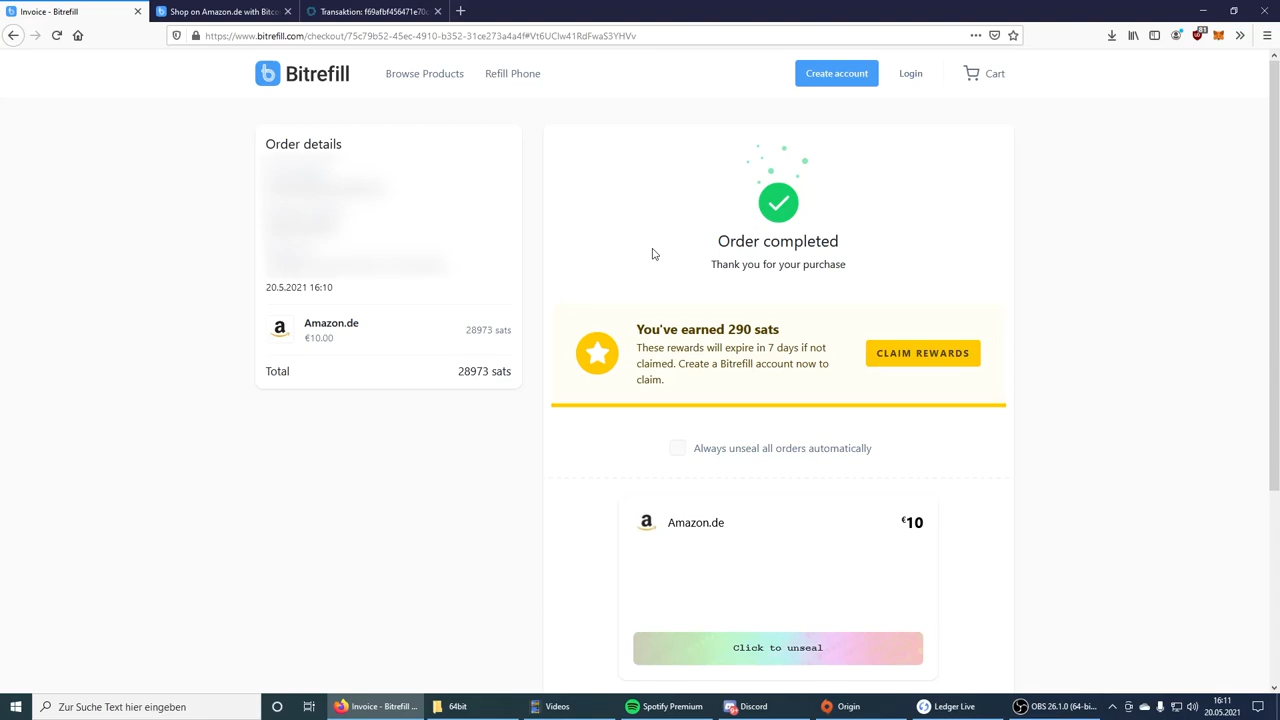 Invoice - Bitrefill
Shop on Amazon.de with Bitco
Transaktion: f69afbf456471e70c
https://www.bitrefill.com/checkout/75c79b52-45ec-4910-b352-31ce273a4a4f#Vt6UClw41RdFwaS3YHVv
Bitrefill
Browse Products
Refill Phone
Create account
Login
Cart
Order details
20.5.2021 16:10
Amazon.de
28973 sats
€10.00
Total
28973 sats
Order completed
Thank you for your purchase
You've earned 290 sats
These rewards will expire in 7 days if not
claimed. Create a Bitrefill account now to
claim.
CLAIM REWARDS
Always unseal all orders automatically
Amazon.de
€10
Click to unseal
Zur Suche Text hier eingeben
Invoice - Bitrefill ...
64bit
Videos
Spotify Premium
Discord
Origin
Ledger Live
OBS 26.1.0 (64-bi...
16:11
20.05.2021